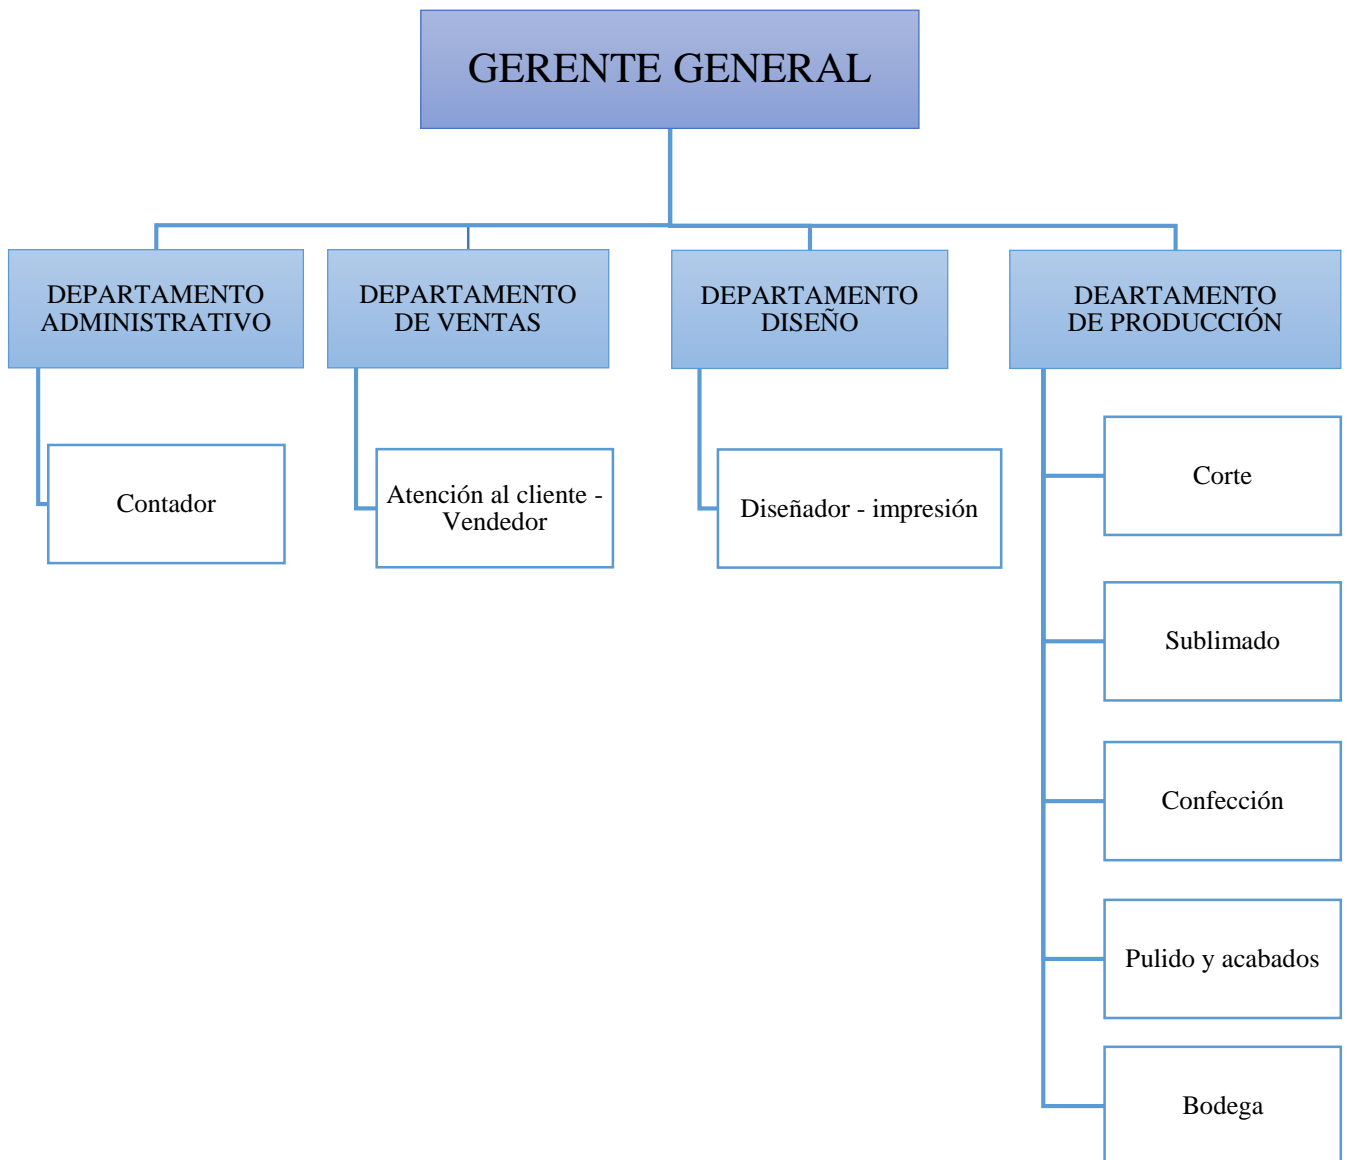 GERENTE GENERAL
DEPARTAMENTO
ADMINISTRATIVO
DEPARTAMENTO
DE VENTAS
DEPARTAMENTO
DISEÑO
DEARTAMENTO
DE PRODUCCIÓN
Contador
Atención al cliente -
Vendedor
Diseñador - impresión
Corte
Sublimado
Confección
Pulido y acabados
Bodega